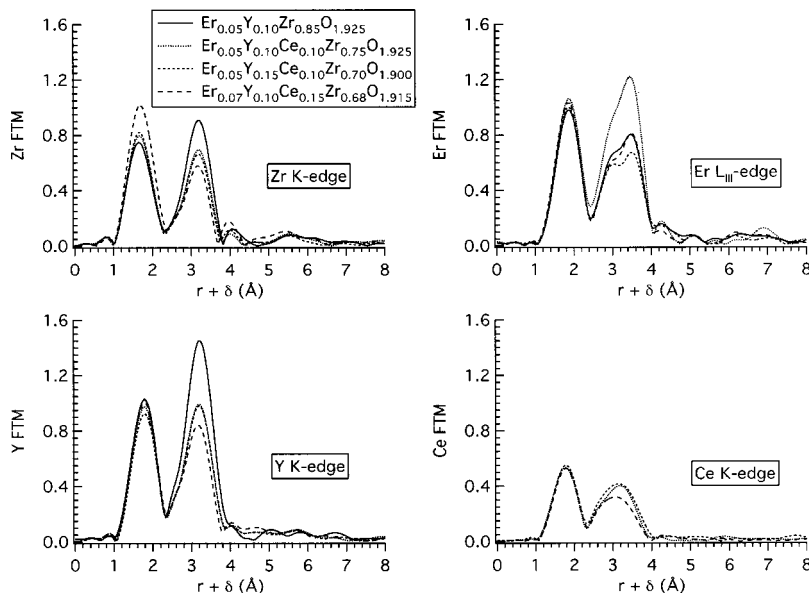 Er0.05Y0.10Zr0.85O1.925
Er0.05Y0.10Ce0.10Zr0.75O1.925
Er0.05Y0.15Ce0.10Zr0.70O1.900
Er0.07Y0.10Ce0.15Zr0.68O1.915
1.6
1.2
0.8
0.4
0.0
Zr FTM
Zr K-edge
0 1 2 3 4 5 6 7 8
r + δ (Å)
1.6
1.2
0.8
0.4
0.0
Er FTM
Er LIII-edge
0 1 2 3 4 5 6 7 8
r + δ (Å)
1.6
1.2
0.8
0.4
0.0
Y FTM
Y K-edge
0 1 2 3 4 5 6 7 8
r + δ (Å)
1.6
1.2
0.8
0.4
0.0
Ce FTM
Ce K-edge
0 1 2 3 4 5 6 7 8
r + δ (Å)